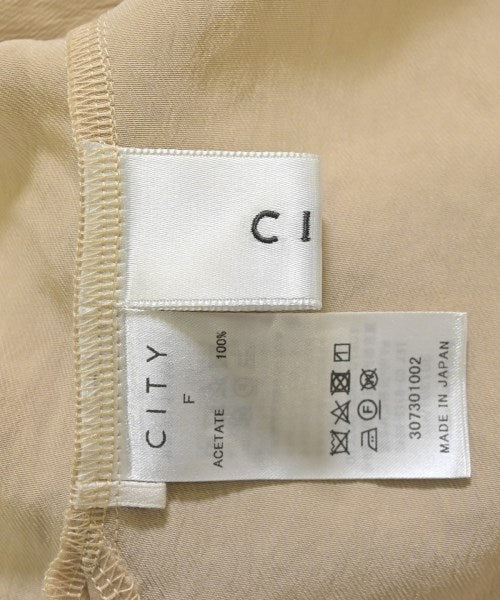 CI
CITY
F
ACETATE 100%
307301002
MADE IN JAPAN